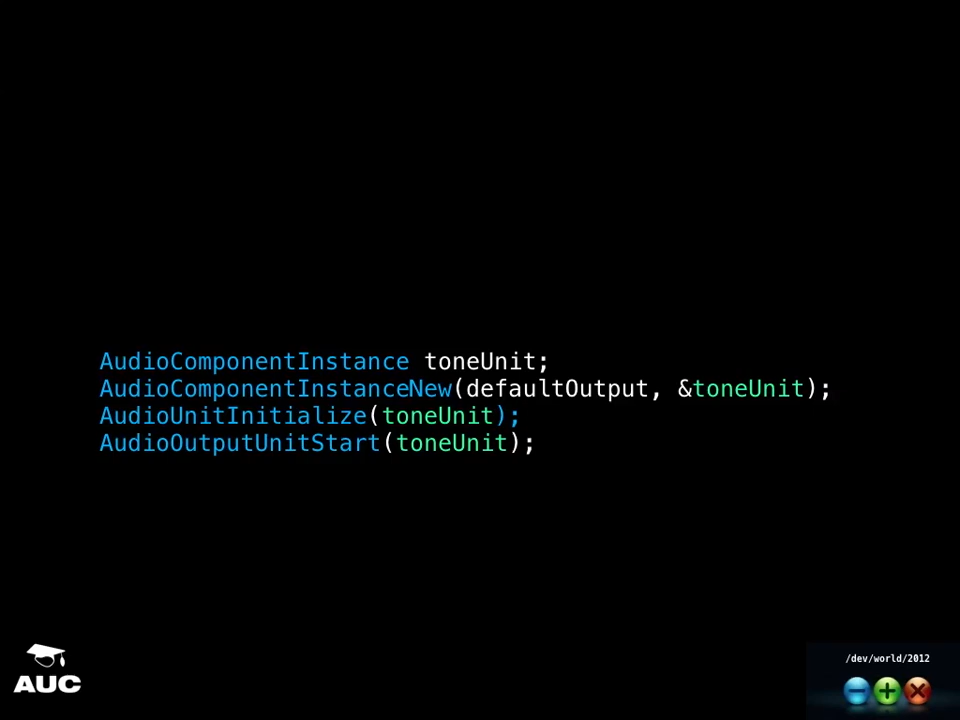 AudioComponentInstance toneUnit;
AudioComponentInstanceNew(defaultOutput, &toneUnit);
AudioUnitInitialize(toneUnit);
AudioOutputUnitStart(toneUnit);
AUC
/dev/world/2012